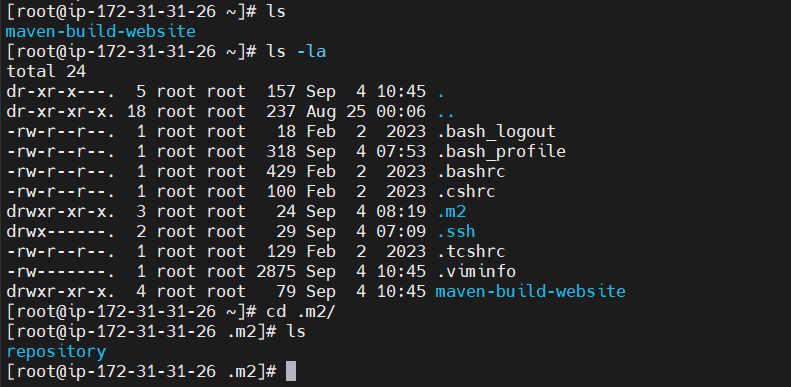 [root@ip-172-31-31-26 ~]# ls
maven-build-website
[root@ip-172-31-31-26 ~]# ls -la
total 24
dr-xr-x---.  5 root root  157 Sep  4 10:45 .
dr-xr-xr-x. 18 root root  237 Aug 25 00:06 ..
-rw-r--r--.  1 root root   18 Feb  2  2023 .bash_logout
-rw-r--r--.  1 root root  318 Sep  4 07:53 .bash_profile
-rw-r--r--.  1 root root  429 Feb  2  2023 .bashrc
-rw-r--r--.  1 root root  100 Feb  2  2023 .cshrc
drwxr-xr-x.  3 root root   24 Sep  4 08:19 .m2
drwx------.  2 root root   29 Sep  4 07:09 .ssh
-rw-r--r--.  1 root root  129 Feb  2  2023 .tcshrc
-rw-------.  1 root root 2875 Sep  4 10:45 .viminfo
drwxr-xr-x.  4 root root   79 Sep  4 10:45 maven-build-website
[root@ip-172-31-31-26 ~]# cd .m2/
[root@ip-172-31-31-26 .m2]# ls
repository
[root@ip-172-31-31-26 .m2]#